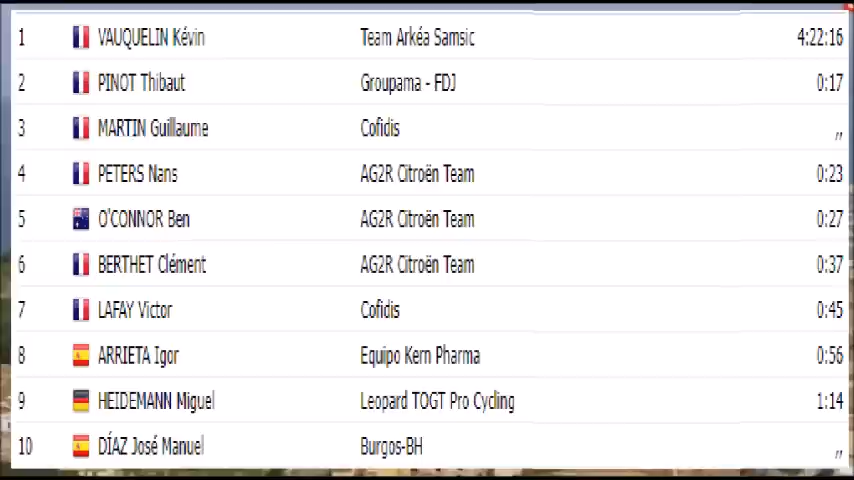 1 VAUQUELIN Kévin Team Arkéa Samsic 4:22:16
2 PINOT Thibaut Groupama - FDJ 0:17
3 MARTIN Guillaume Cofidis ,,
4 PETERS Nans AG2R Citroën Team 0:23
5 O'CONNOR Ben AG2R Citroën Team 0:27
6 BERTHET Clément AG2R Citroën Team 0:37
7 LAFAY Victor Cofidis 0:45
8 ARRIETA Igor Equipo Kern Pharma 0:56
9 HEIDEMANN Miguel Leopard TOGT Pro Cycling 1:14
10 DÍAZ José Manuel Burgos-BH ,,